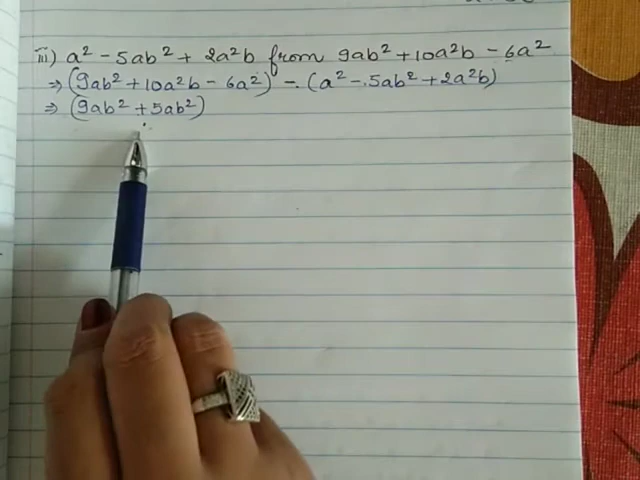 iii) a² - 5ab² + 2a²b from 9ab² + 10a²b - 6a²
⇒ (9ab² + 10a²b - 6a²) - (a² - 5ab² + 2a²b)
⇒ (9ab² + 5ab²)